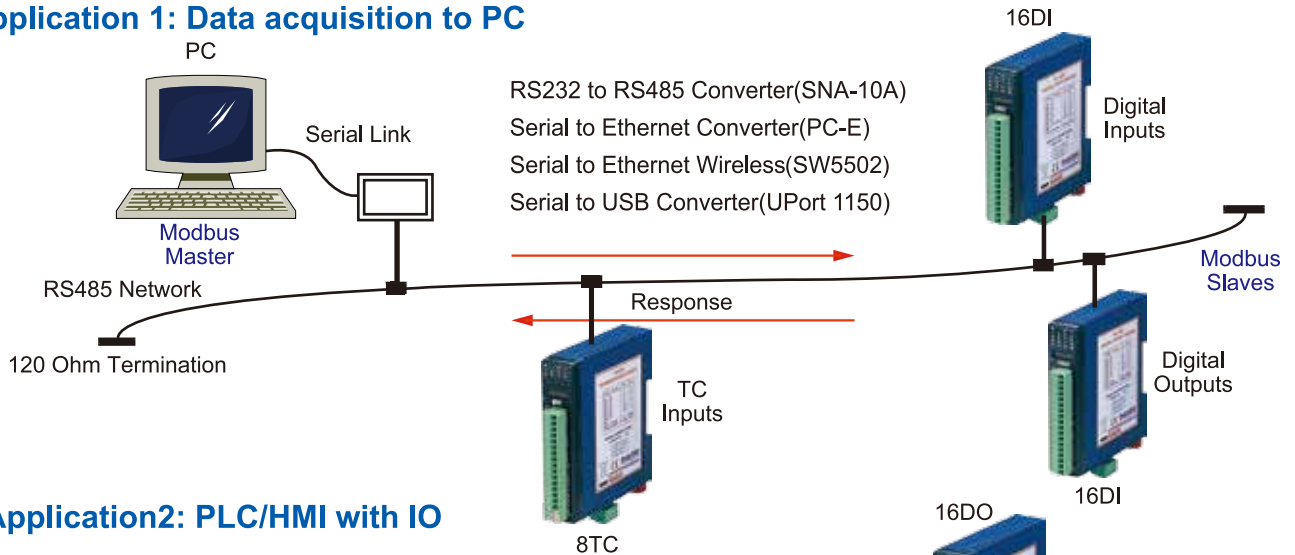 pplication 1: Data acquisition to PC
PC
16DI
RS232 to RS485 Converter(SNA-10A)
Serial to Ethernet Converter(PC-E)
Serial to Ethernet Wireless(SW5502)
Serial to USB Converter(UPort 1150)
Serial Link
Digital
Inputs
Modbus
Master
Modbus
Slaves
RS485 Network
Response
120 Ohm Termination
TC
Inputs
Digital
Outputs
16DI
Application2: PLC/HMI with IO
16DO
8TC